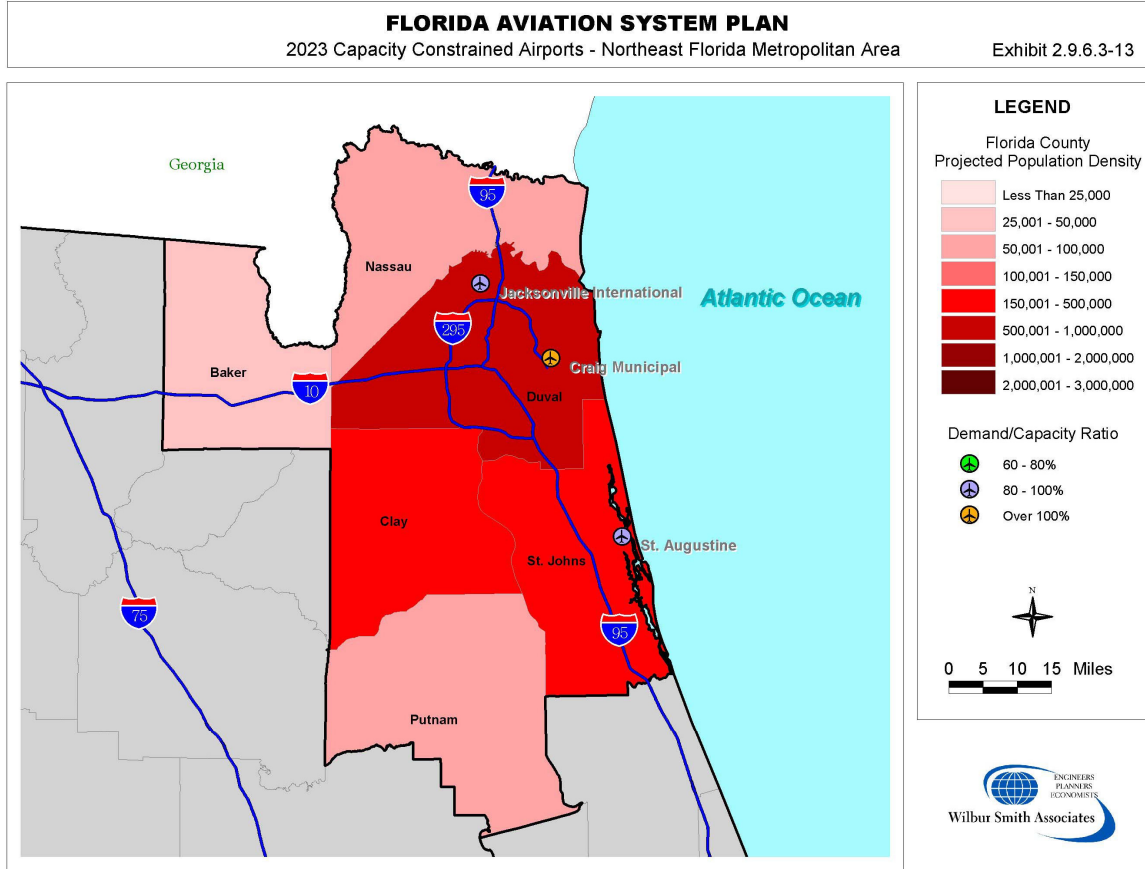 FLORIDA AVIATION SYSTEM PLAN
2023 Capacity Constrained Airports - Northeast Florida Metropolitan Area
Exhibit 2.9.6.3-13
Georgia
95
Nassau
Jacksonville International
295
Atlantic Ocean
Baker
10
Craig Municipal
Duval
Clay
St. Augustine
St. Johns
75
95
Putnam
LEGEND
Florida County
Projected Population Density
Less Than 25,000
25,001 - 50,000
50,001 - 100,000
100,001 - 150,000
150,001 - 500,000
500,001 - 1,000,000
1,000,001 - 2,000,000
2,000,001 - 3,000,000
Demand/Capacity Ratio
60 - 80%
80 - 100%
Over 100%
N
0 5 10 15 Miles
ENGINEERS
PLANNERS
ECONOMISTS
Wilbur Smith Associates